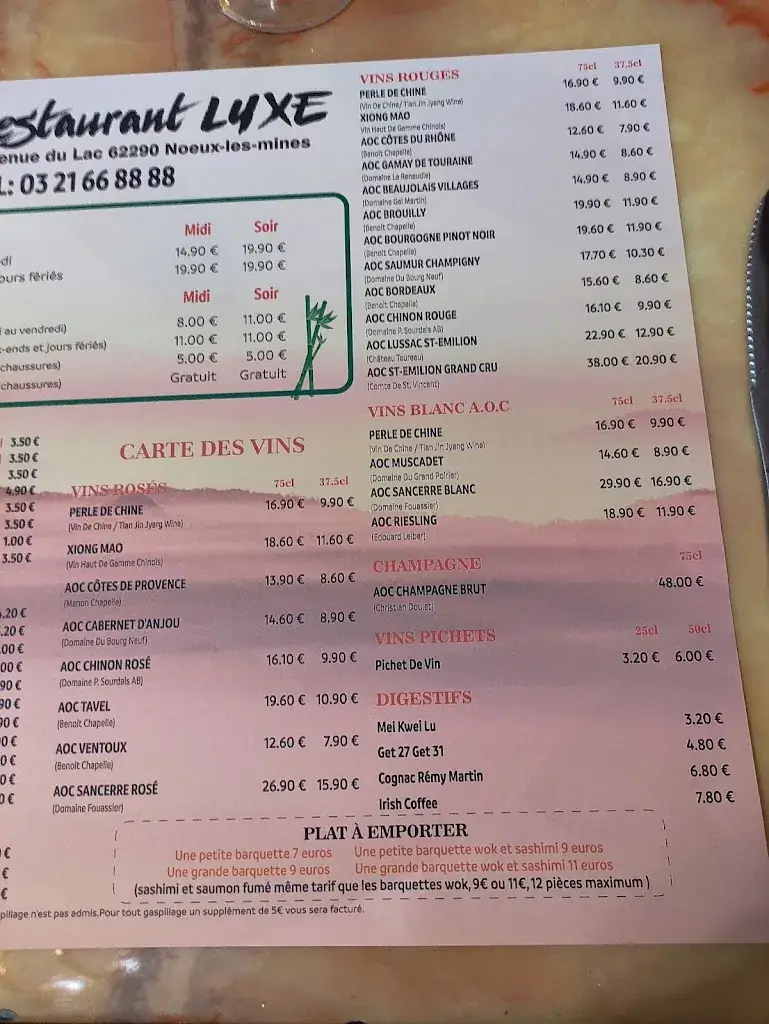 estaurant LUXE
enue du Lac 62290 Noeux-les-mines
L: 03 21 66 88 88
Midi Soir
di 14.90 € 19.90 €
ours fériés 19.90 € 19.90 €
Midi Soir
au vendredi) 8.00 € 11.00 €
-ends et jours fériés) 11.00 € 11.00 €
chaussures) 5.00 € 5.00 €
chaussures) Gratuit Gratuit
3.50 €
3.50 €
3.50 €
4.90 €
3.50 €
3.50 €
1.00 €
3.50 €
.20 €
.20 €
00 €
00 €
90 €
90 €
90 €
0 €
0 €
0 €
0 €
€
€
€
CARTE DES VINS
VINS ROSÉS 75cl 37.5cl
PERLE DE CHINE 16.90 € 9.90 €
(Vin De Chine / Tian Jin Jyang Wine)
XIONG MAO 18.60 € 11.60 €
(Vin Haut De Gamme Chinois)
AOC CÔTES DE PROVENCE 13.90 € 8.60 €
(Manon Chapelle)
AOC CABERNET D'ANJOU 14.60 € 8.90 €
(Domaine Du Bourg Neuf)
AOC CHINON ROSÉ 16.10 € 9.90 €
(Domaine P. Sourdais AB)
AOC TAVEL 19.60 € 10.90 €
(Benoit Chapelle)
AOC VENTOUX 12.60 € 7.90 €
(Benoit Chapelle)
AOC SANCERRE ROSÉ 26.90 € 15.90 €
(Domaine Fouassier)
VINS ROUGES 75cl 37.5cl
PERLE DE CHINE 16.90 € 9.90 €
(Vin De Chine / Tian Jin Jyang Wine)
XIONG MAO 18.60 € 11.60 €
Vin Haut De Gamme Chinois)
AOC CÔTES DU RHÔNE 12.60 € 7.90 €
(Benoit Chapelle)
AOC GAMAY DE TOURAINE 14.90 € 8.60 €
(Domaine La Renaudie)
AOC BEAUJOLAIS VILLAGES 14.90 € 8.90 €
(Domaine Gel Martin)
AOC BROUILLY 19.90 € 11.90 €
(Benoit Chapelle)
AOC BOURGOGNE PINOT NOIR 19.60 € 11.90 €
(Benoit Chapelle)
AOC SAUMUR CHAMPIGNY 17.70 € 10.30 €
(Domaine Du Bourg Neuf)
AOC BORDEAUX 15.60 € 8.60 €
(Benoit Chapelle)
AOC CHINON ROUGE 16.10 € 9.90 €
(Domaine P. Sourdais AB)
AOC LUSSAC ST-EMILION 22.90 € 12.90 €
(Château Taureau)
AOC ST-EMILION GRAND CRU 38.00 € 20.90 €
(Comte De St. Vincent)
VINS BLANC A.O.C 75cl 37.5cl
PERLE DE CHINE 16.90 € 9.90 €
(Vin De Chine / Tian Jin Jyang Wine)
AOC MUSCADET 14.60 € 8.90 €
(Domaine Du Grand Poirier)
AOC SANCERRE BLANC 29.90 € 16.90 €
(Domaine Fouassier)
AOC RIESLING 18.90 € 11.90 €
(Edouard Leiber)
CHAMPAGNE 75cl
AOC CHAMPAGNE BRUT 48.00 €
(Christian Doulet)
VINS PICHETS 25cl 50cl
Pichet De Vin 3.20 € 6.00 €
DIGESTIFS
Mei Kwei Lu 3.20 €
Get 27 Get 31 4.80 €
Cognac Rémy Martin 6.80 €
Irish Coffee 7.80 €
PLAT À EMPORTER
Une petite barquette 7 euros Une petite barquette wok et sashimi 9 euros
Une grande barquette 9 euros Une grande barquette wok et sashimi 11 euros
(sashimi et saumon fumé même tarif que les barquettes wok, 9€ ou 11€, 12 pièces maximum )
pillage n'est pas admis.Pour tout gaspillage un supplément de 5€ vous sera facturé.